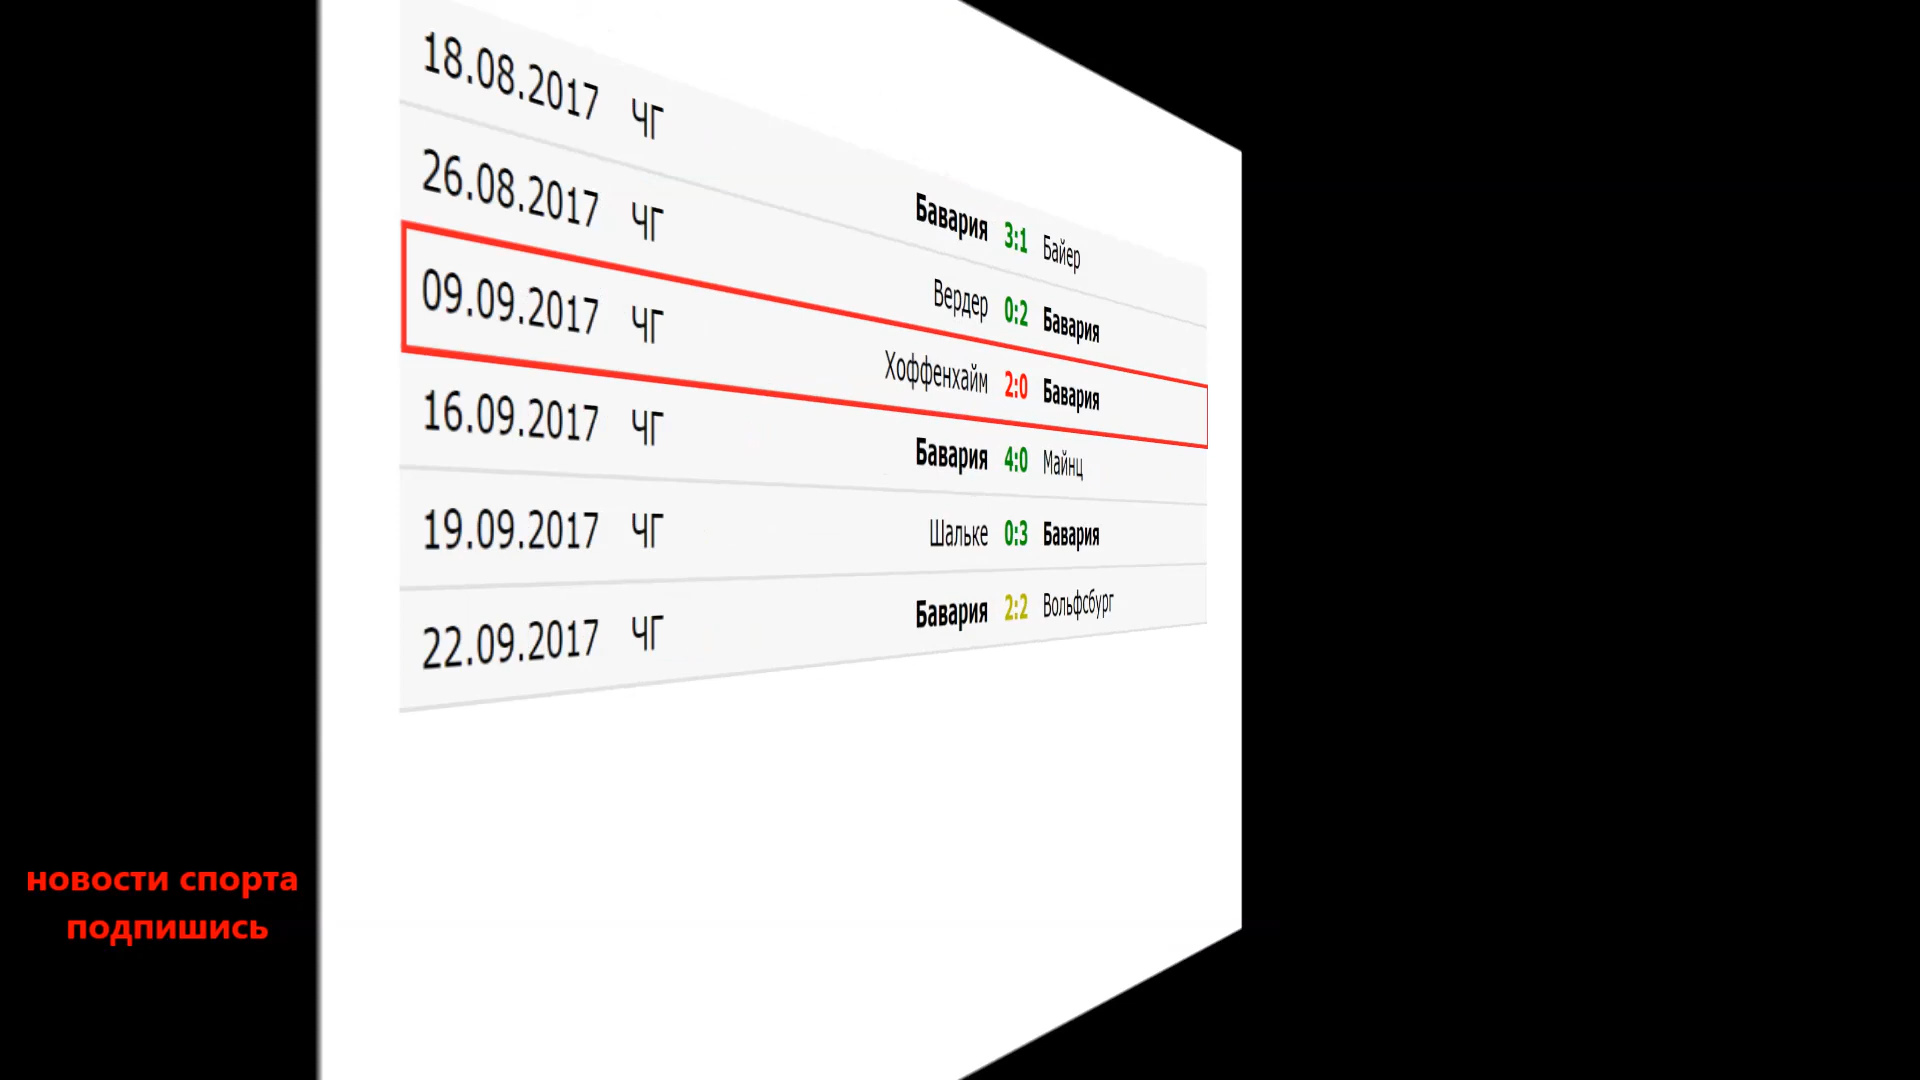 18.08.2017 ЧГ Бавария 3:1 Байер
26.08.2017 ЧГ Вердер 0:2 Бавария
09.09.2017 ЧГ Хоффенхайм 2:0 Бавария
16.09.2017 ЧГ Бавария 4:0 Майнц
19.09.2017 ЧГ Шальке 0:3 Бавария
22.09.2017 ЧГ Бавария 2:2 Вольфсбург
новости спорта
подпишись